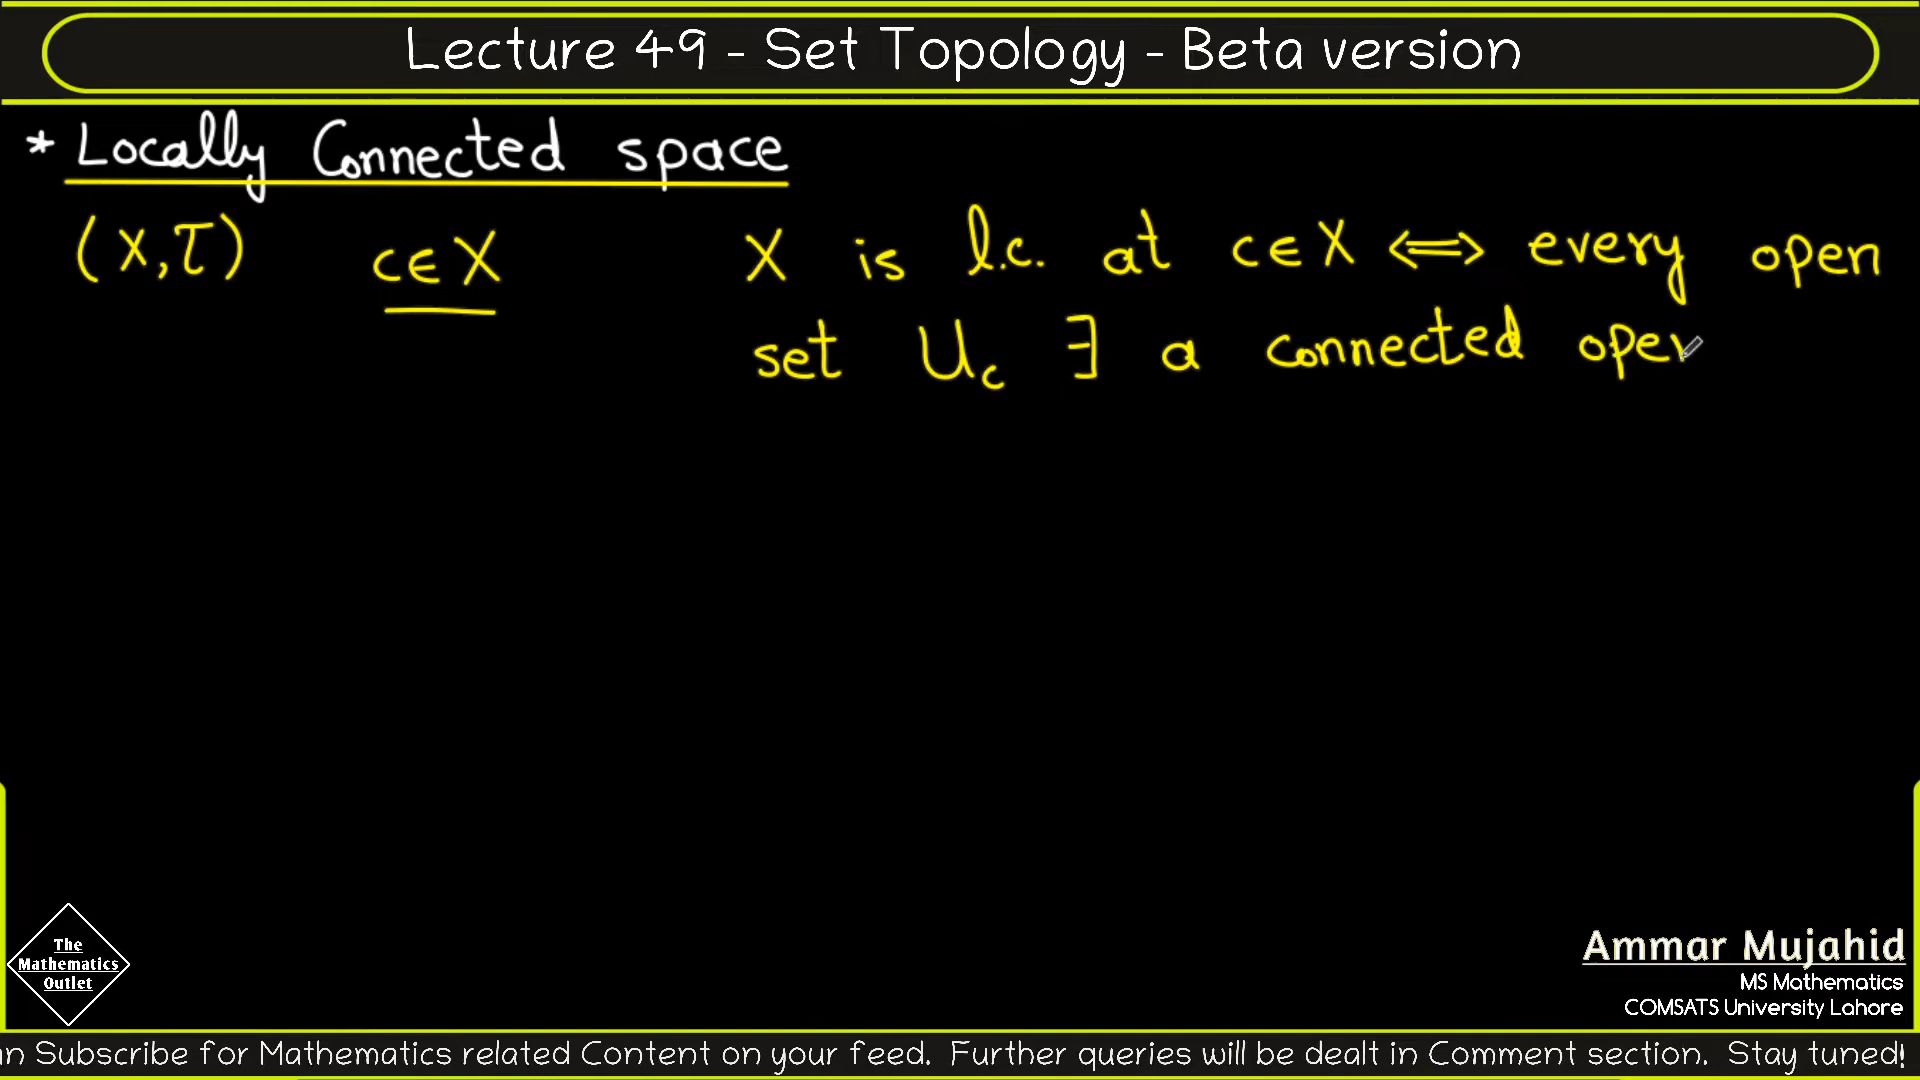 Lecture 49 - Set Topology - Beta version
* Locally Connected space
(X,τ) c∈X X is l.c. at c∈X ⟺ every open
set U_c ∃ a connected open
The
Mathematics
Outlet
Ammar Mujahid
MS Mathematics
COMSATS University Lahore
n Subscribe for Mathematics related Content on your feed. Further queries will be dealt in Comment section. Stay tuned!